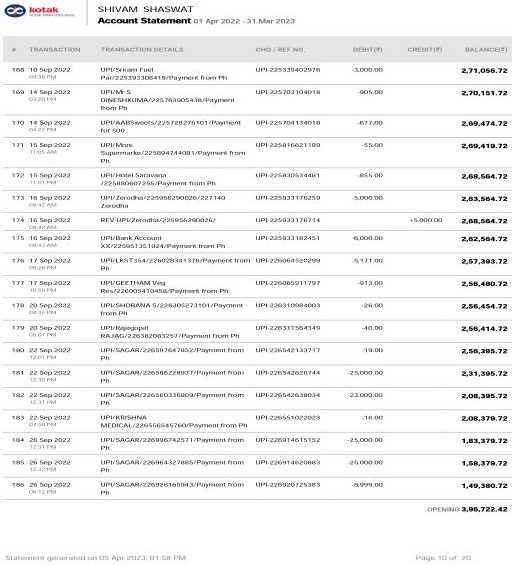 kotak
Kotak Mahindra Bank
SHIVAM SHASWAT
Account Statement 01 Apr 2022 - 31 Mar 2023
# TRANSACTION TRANSACTION DETAILS CHQ / REF NO. DEBIT(₹) CREDIT(₹) BALANCE(₹)
168 10 Sep 2022 UPI/Sriram Fuel UPI-225339402976 -3,000.00 2,71,056.72
08:36 PM Par/225393308419/Payment from Ph
169 14 Sep 2022 UPI/Mr S UPI-225703104018 -905.00 2,70,151.72
03:29 PM DINESHKUMA/225763905438/Payment
from Ph
170 14 Sep 2022 UPI/AABSweets/225728276101/Payment UPI-225704134018 -677.00 2,69,474.72
04:22 PM for 500
171 15 Sep 2022 UPI/More UPI-225816621189 -55.00 2,69,419.72
11:05 AM Supermarke/225894744081/Payment from
Ph
172 15 Sep 2022 UPI/Hotel Saravana UPI-225830534481 -855.00 2,68,564.72
11:01 PM /225880607255/Payment from Ph
173 16 Sep 2022 UPI/Zerodha/225956290026/227140 UPI-225933176259 -5,000.00 2,63,564.72
09:42 AM Zerodha
174 16 Sep 2022 REV-UPI/Zerodha/225956290026/ UPI-225933176714 +5,000.00 2,68,564.72
09:42 AM
175 16 Sep 2022 UPI/Bank Account UPI-225933182451 -6,000.00 2,62,564.72
09:43 AM XX/225951351924/Payment from Ph
176 17 Sep 2022 UPI/LKST354/226028341376/Payment from UPI-226064520299 -5,171.00 2,57,393.72
09:26 PM Ph
177 17 Sep 2022 UPI/GEETHAM Veg UPI-226065911797 -913.00 2,56,480.72
10:50 PM Res/226005410458/Payment from Ph
178 20 Sep 2022 UPI/SHOBANA S/226305273101/Payment UPI-226310984003 -26.00 2,56,454.72
08:35 PM from Ph
179 20 Sep 2022 UPI/Rajagopal UPI-226311564349 -40.00 2,56,414.72
RAJAG/226382083257/Payment from Ph
180 22 Sep 2022 UPI/SAGAR/226597647852/Payment from UPI-226542133717 -19.00 2,56,395.72
12:01 PM Ph
181 22 Sep 2022 UPI/SAGAR/226586228937/Payment from UPI-226542626744 -25,000.00 2,31,395.72
12:30 PM Ph
182 22 Sep 2022 UPI/SAGAR/226560336809/Payment from UPI-226542638034 -23,000.00 2,08,395.72
12:31 PM Ph
183 22 Sep 2022 UPI/KRISHNA UPI-226551022023 -16.00 2,08,379.72
07:50 PM MEDICAL/226556545760/Payment from Ph
184 26 Sep 2022 UPI/SAGAR/226996742571/Payment from UPI-226914615152 -25,000.00 1,83,379.72
12:31 PM Ph
185 26 Sep 2022 UPI/SAGAR/226964327885/Payment from UPI-226914620883 -25,000.00 1,58,379.72
12:32 PM Ph
186 26 Sep 2022 UPI/SAGAR/226926165943/Payment from UPI-226920725383 -8,999.00 1,49,380.72
06:12 PM Ph
OPENING 3,96,722.42
Statement generated on 05 April 2023, 01:58 PM Page 10 of 20